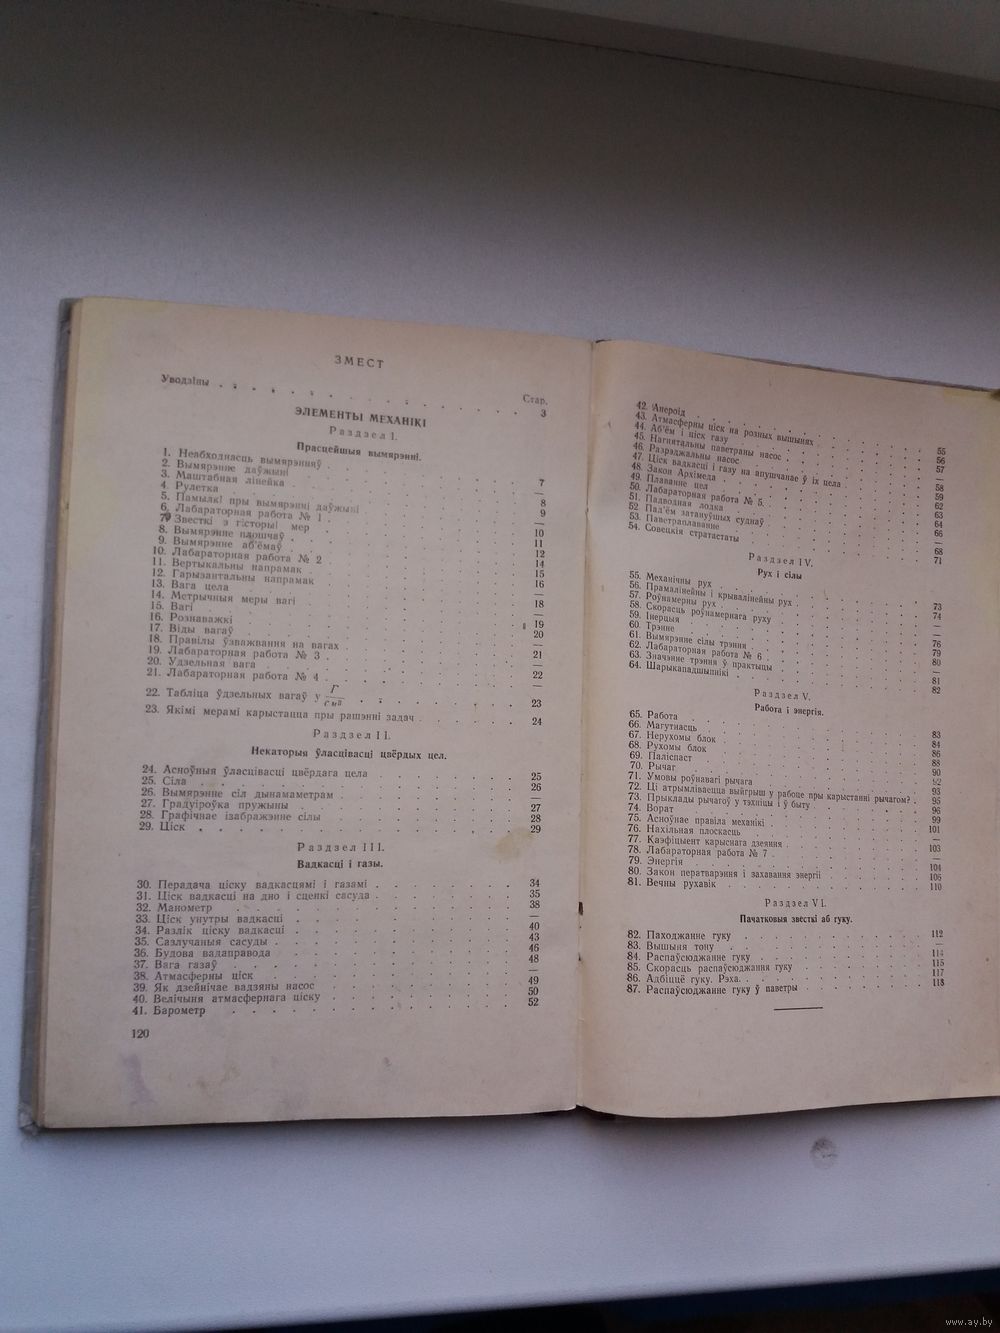 ЗМЕСТ
Стар.
Уводзіны . . . . . . . . . . 3
ЭЛЕМЕНТЫ МЕХАНІКІ
Раздзел I.
Прасцейшыя вымярэнні.
1. Неабходнасць вымярэнняў . . . 7
2. Вымярэнне даўжыні —
3. Маштабная лінейка 8
4. Рулетка 9
5. Памылкі пры вымярэнні даўжыні —
6. Лабараторная работа № 1 . 10
7. Звесткі з гісторыі мер 11
8. Вымярэнне плошчаў 12
9. Вымярэнне аб'ёмаў 14
10. Лабараторная работа № 2 15
11. Вертыкальны напрамак 16
12. Гарызантальны напрамак —
13. Вага цела 18
14. Метрычныя меры вагі —
15. Вагі 19
16. Рознаважкі 20
17. Віды вагаў —
18. Правілы ўзважвання на вагах 21
19. Лабараторная работа № 3 —
20. Удзельная вага 22
21. Лабараторная работа № 4 —
22. Табліца ўдзельных вагаў у Г/см³ 23
23. Якімі мерамі карыстацца пры рашэнні задач . 24
Раздзел II.
Некаторыя ўласцівасці цвёрдых цел.
24. Асноўныя ўласцівасці цвёрдага цела 25
25. Сіла 26
26. Вымярэнне сіл дынамаметрам —
27. Градуіроўка пружыны 27
28. Графічнае ізабражэнне сілы 28
29. Ціск 29
Раздзел III.
Вадкасці і газы.
30. Перадача ціску вадкасцямі і газамі 34
31. Ціск вадкасці на дно і сценкі сасуда 35
32. Манометр 38
33. Ціск унутры вадкасці —
34. Разлік ціску вадкасці 40
35. Сазлучаныя сасуды 43
36. Будова вадаправода 46
37. Вага газаў 48
38. Атмасферны ціск —
39. Як дзейнічае вадзяны насос 49
40. Велічыня атмасфернага ціску 50
41. Барометр 52
120
42. Анероід 55
43. Атмасферны ціск на розных вышынях 56
44. Аб'ём і ціск газу 57
45. Нагнятальны паветраны насос —
46. Разраджальны насос 58
47. Ціск вадкасці і газу на апушчанае ў іх цела 59
48. Закон Архімеда 62
49. Плаванне цел 63
50. Лабараторная работа № 5. 64
51. Падводная лодка 66
52. Пад'ём затануўшых суднаў —
53. Паветраплаванне 68
54. Совецкія стратастаты 71
Раздзел IV.
Рух і сілы
55. Механічны рух 73
56. Прамалінейны і крывалінейны рух 74
57. Роўнамерны рух —
58. Скорасць роўнамернага руху —
59. Інерцыя 76
60. Трэнне 79
61. Вымярэнне сілы трэння 80
62. Лабараторная работа № 6 —
63. Значэнне трэння ў практыцы 81
64. Шарыкападшыпнікі 82
Раздзел V.
Работа і энергія.
65. Работа 83
66. Магутнасць 84
67. Нерухомы блок 86
68. Рухомы блок 88
69. Паліспаст 90
70. Рычаг 92
71. Умовы роўнавагі рычага 93
72. Ці атрымліваецца выйгрыш у рабоце пры карыстанні рычагом? . 95
73. Прыклады рычагоў у тэхніцы і ў быту 96
74. Ворат 99
75. Асноўнае правіла механікі 101
76. Нахільная плоскасць —
77. Каэфіцыент карыснага дзеяння 103
78. Лабараторная работа № 7 —
79. Энергія 104
80. Закон ператварэння і захавання энергіі 106
81. Вечны рухавік 110
Раздзел VI.
Пачатковыя звесткі аб гуку.
82. Паходжанне гуку 112
83. Вышыня тону —
84. Распаўсюджанне гуку 114
85. Скорасць распаўсюджання гуку 115
86. Адбіццё гуку. Рэха. 117
87. Распаўсюджанне гуку ў паветры 118
www.ay.by